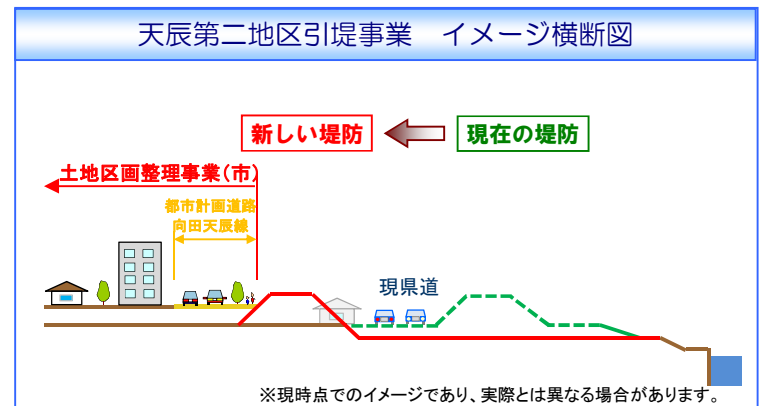 天辰第二地区引堤事業　イメージ横断図
新しい堤防
現在の堤防
土地区画整理事業(市)
都市計画道路
向田天辰線
現県道
※現時点でのイメージであり、実際とは異なる場合があります。